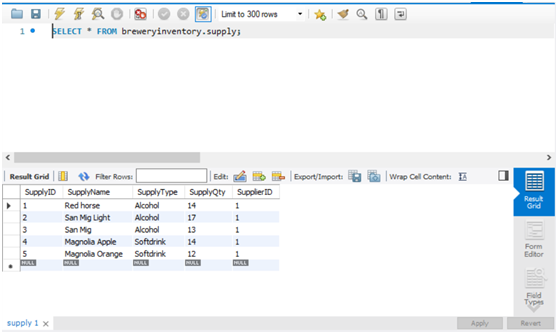 Limit to 300 rows
1 SELECT * FROM breweryinventory.supply;
Result Grid Filter Rows: Edit: Export/Import: Wrap Cell Content:
SupplyID SupplyName SupplyType SupplyQty SupplierID
1 Red horse Alcohol 14 1
2 San Mig Light Alcohol 17 1
3 San Mig Alcohol 13 1
4 Magnolia Apple Softdrink 14 1
5 Magnolia Orange Softdrink 12 1
NULL NULL NULL NULL NULL
Result
Grid
Form
Editor
Field
Types
supply 1
Apply Revert